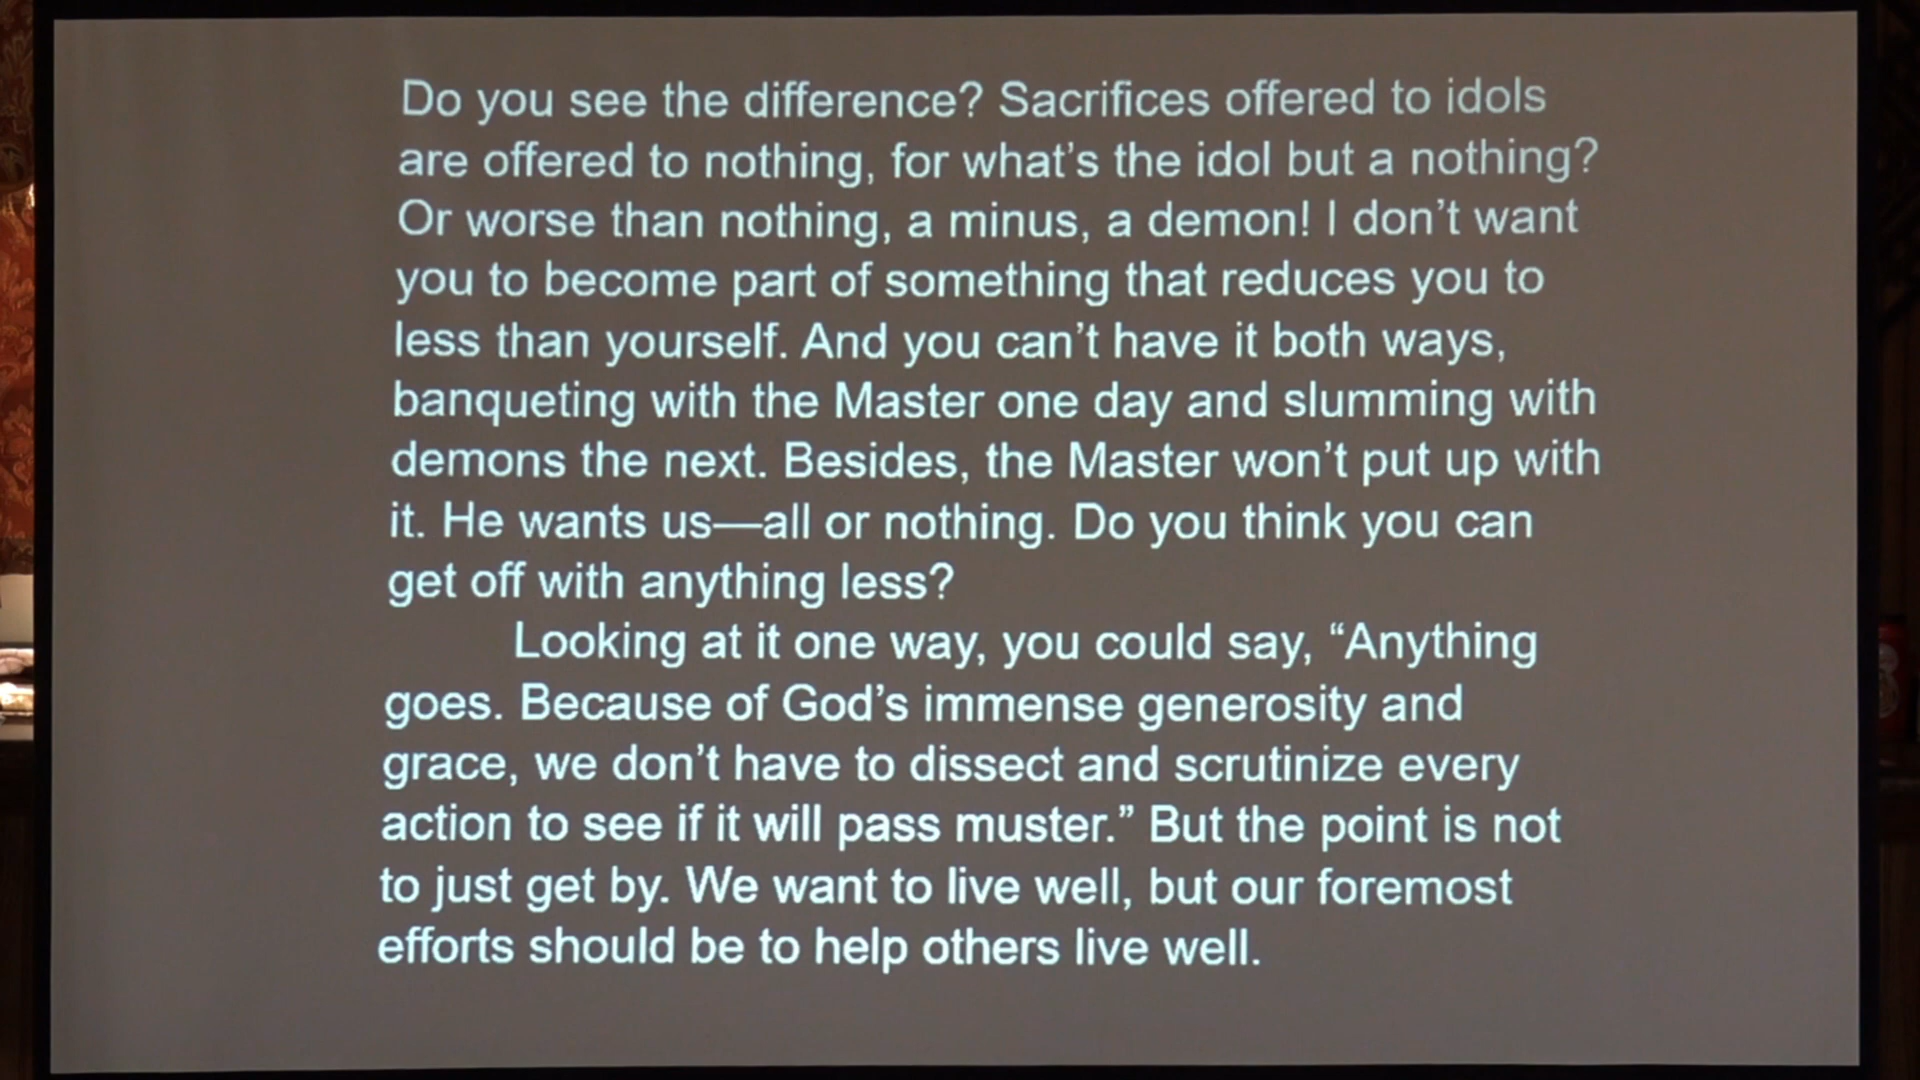 Do you see the difference? Sacrifices offered to idols
are offered to nothing, for what’s the idol but a nothing?
Or worse than nothing, a minus, a demon! I don’t want
you to become part of something that reduces you to
less than yourself. And you can’t have it both ways,
banqueting with the Master one day and slumming with
demons the next. Besides, the Master won’t put up with
it. He wants us—all or nothing. Do you think you can
get off with anything less?
Looking at it one way, you could say, “Anything
goes. Because of God’s immense generosity and
grace, we don’t have to dissect and scrutinize every
action to see if it will pass muster.” But the point is not
to just get by. We want to live well, but our foremost
efforts should be to help others live well.